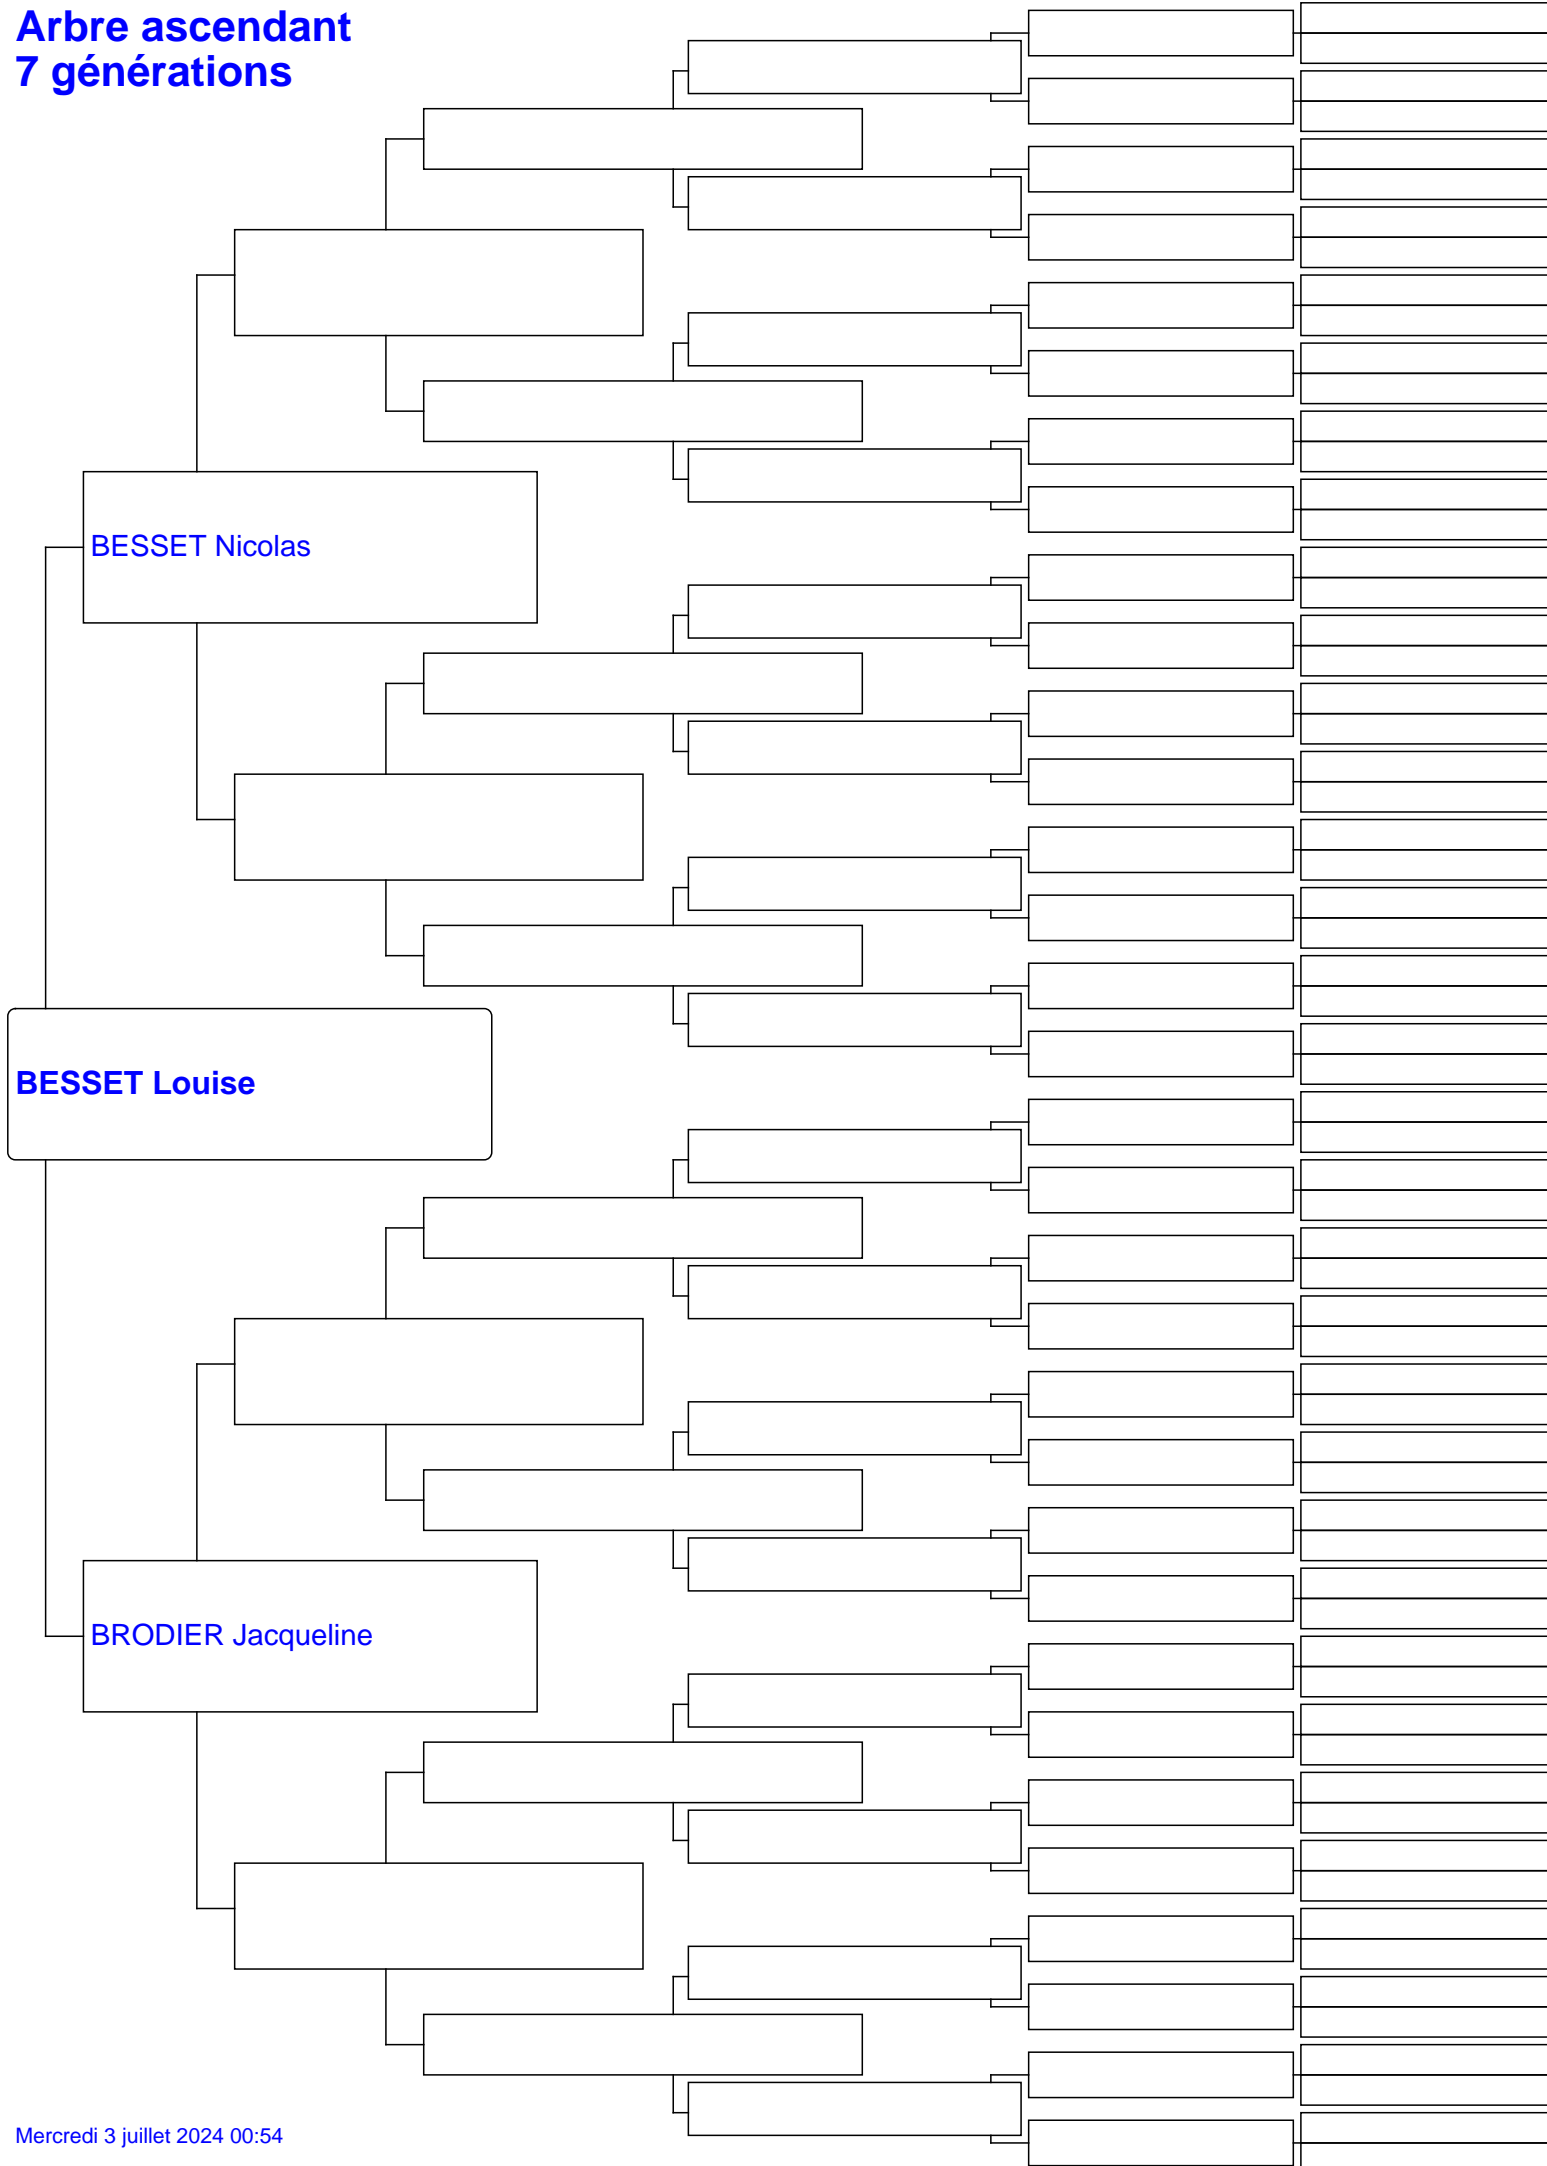 Arbre ascendant
7 générations
BESSET Nicolas
BESSET Louise
BRODIER Jacqueline
Mercredi 3 juillet 2024 00:54